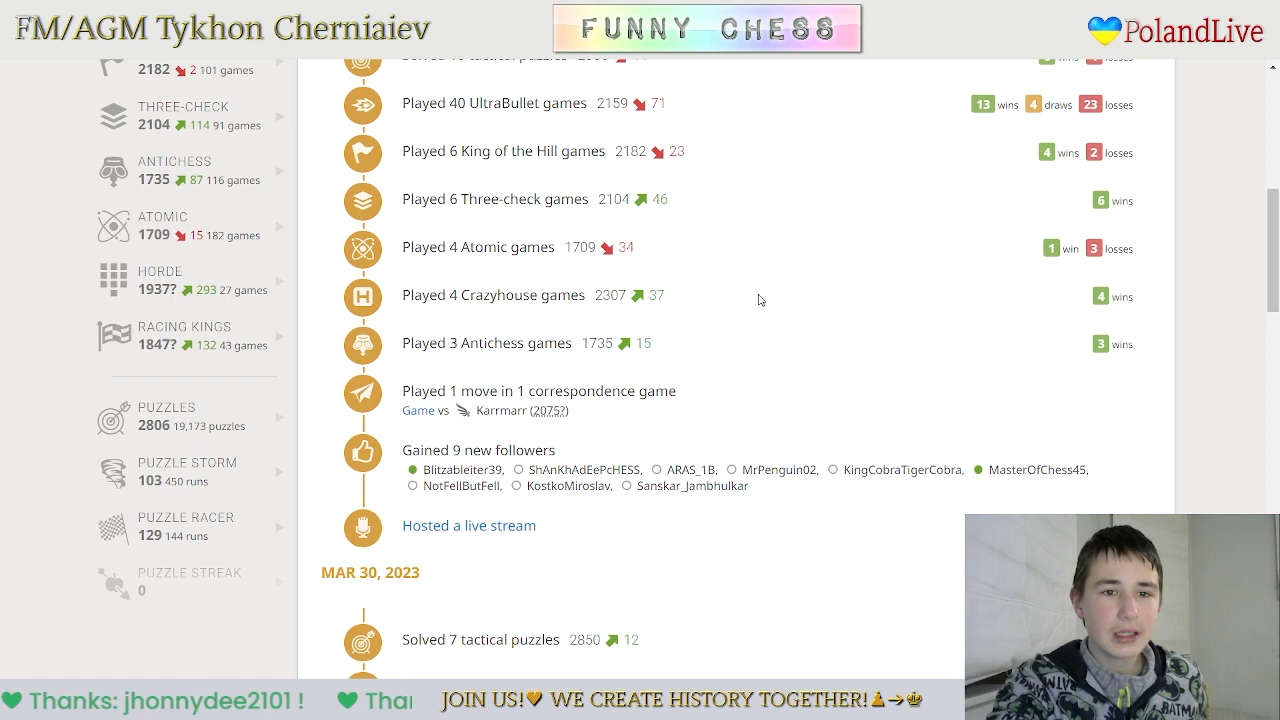 FM/AGM Tykhon Cherniaiev
FUNNY CHESS
PolandLive
2182 2 101 games
THREE-CHECK
2104 114 91 games
ANTICHESS
1735 87 116 games
ATOMIC
1709 15 182 games
HORDE
1937? 293 27 games
RACING KINGS
1847? 132 43 games
PUZZLES
2806 19,173 puzzles
PUZZLE STORM
103 450 runs
PUZZLE RACER
129 144 runs
PUZZLE STREAK
0
Played 40 UltraBullet games 2159 71 13 wins 4 draws 23 losses
Played 6 King of the Hill games 2182 23 4 wins 2 losses
Played 6 Three-check games 2104 46 6 wins
Played 4 Atomic games 1709 34 1 win 3 losses
Played 4 Crazyhouse games 2307 37 4 wins
Played 3 Antichess games 1735 15 3 wins
Played 1 move in 1 correspondence game
Game vs Karrmarr (2075?)
Gained 9 new followers
Blitzableiter39, ShAnKhAdEePcHESS, ARAS_1B, MrPenguin02, KingCobraTigerCobra, MasterOfChess45,
NotFellButFell, KostkoMiroslav, Sanskar_Jambhulkar
Hosted a live stream
MAR 30, 2023
Solved 7 tactical puzzles 2850 12
Thanks: jhonnydee2101 ! Thai
JOIN US! WE CREATE HISTORY TOGETHER!
BATMAN